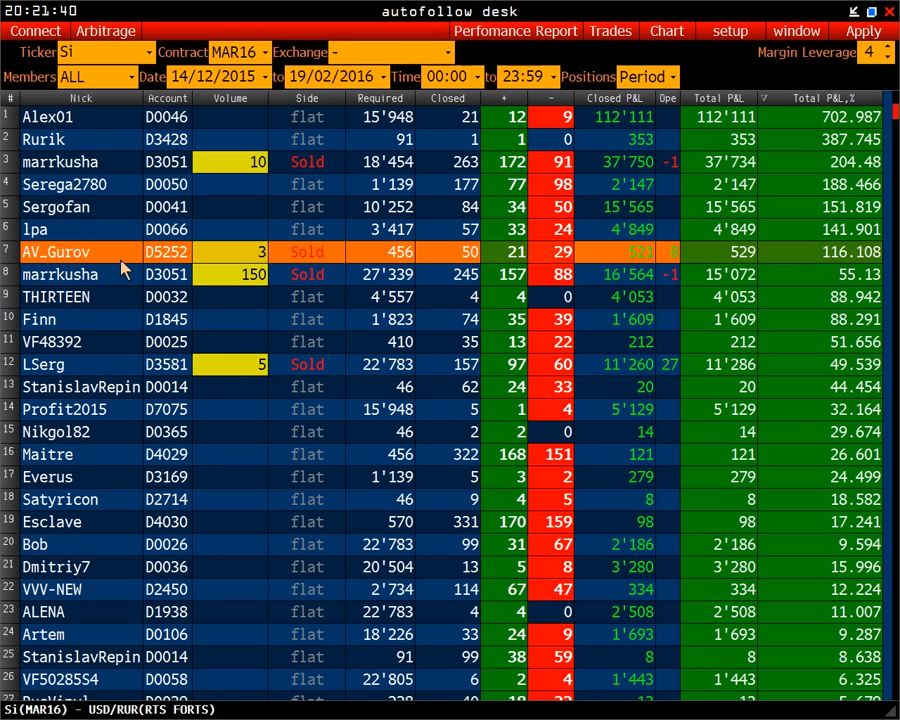 20:21:40 autofollow desk
Connect Arbitrage Perfomance Report Trades Chart setup window Apply
Ticker Si Contract MAR16 Exchange - Margin Leverage 4
Members ALL Date 14/12/2015 to 19/02/2016 Time 00:00 to 23:59 Positions Period
# Nick Account Volume Side Required Closed + - Closed P&L Ope Total P&L Total P&L,%
1 Alex01 D0046 flat 15'948 21 12 9 112'111 112'111 702.987
2 Rurik D3428 flat 91 1 1 0 353 353 387.745
3 marrkusha D3051 10 Sold 18'454 263 172 91 37'750 -1 37'734 204.48
4 Serega2780 D0050 flat 1'139 177 77 98 2'147 2'147 188.466
5 Sergofan D0041 flat 10'252 84 34 50 15'565 15'565 151.819
6 lpa D0066 flat 3'417 57 33 24 4'849 4'849 141.901
7 AV_Gurov D5252 3 Sold 456 50 21 29 521 8 529 116.108
8 marrkusha D3051 150 Sold 27'339 245 157 88 16'564 -1 15'072 55.13
9 THIRTEEN D0032 flat 4'557 4 4 0 4'053 4'053 88.942
10 Finn D1845 flat 1'823 74 35 39 1'609 1'609 88.291
11 VF48392 D0025 flat 410 35 13 22 212 212 51.656
12 LSerg D3581 5 Sold 22'783 157 97 60 11'260 27 11'286 49.539
13 StanislavRepin D0014 flat 46 62 24 33 20 20 44.454
14 Profit2015 D7075 flat 15'948 5 1 4 5'129 5'129 32.164
15 Nikgol82 D0365 flat 46 2 2 0 14 14 29.674
16 Maitre D4029 flat 456 322 168 151 121 121 26.601
17 Everus D3169 flat 1'139 5 3 2 279 279 24.499
18 Satyricon D2714 flat 46 9 4 5 8 8 18.582
19 Esclave D4030 flat 570 331 170 159 98 98 17.241
20 Bob D0026 flat 22'783 99 31 67 2'186 2'186 9.594
21 Dmitriy7 D0036 flat 20'504 13 5 8 3'280 3'280 15.996
22 VVV-NEW D2450 flat 2'734 114 67 47 334 334 12.224
23 ALENA D1938 flat 22'783 4 4 0 2'508 2'508 11.007
24 Artem D0106 flat 18'226 33 24 9 1'693 1'693 9.287
25 StanislavRepin D0014 flat 91 99 38 59 8 8 8.638
26 VF50285S4 D0058 flat 22'805 6 2 4 1'443 1'443 6.325
Si(MAR16) - USD/RUR(RTS FORTS)